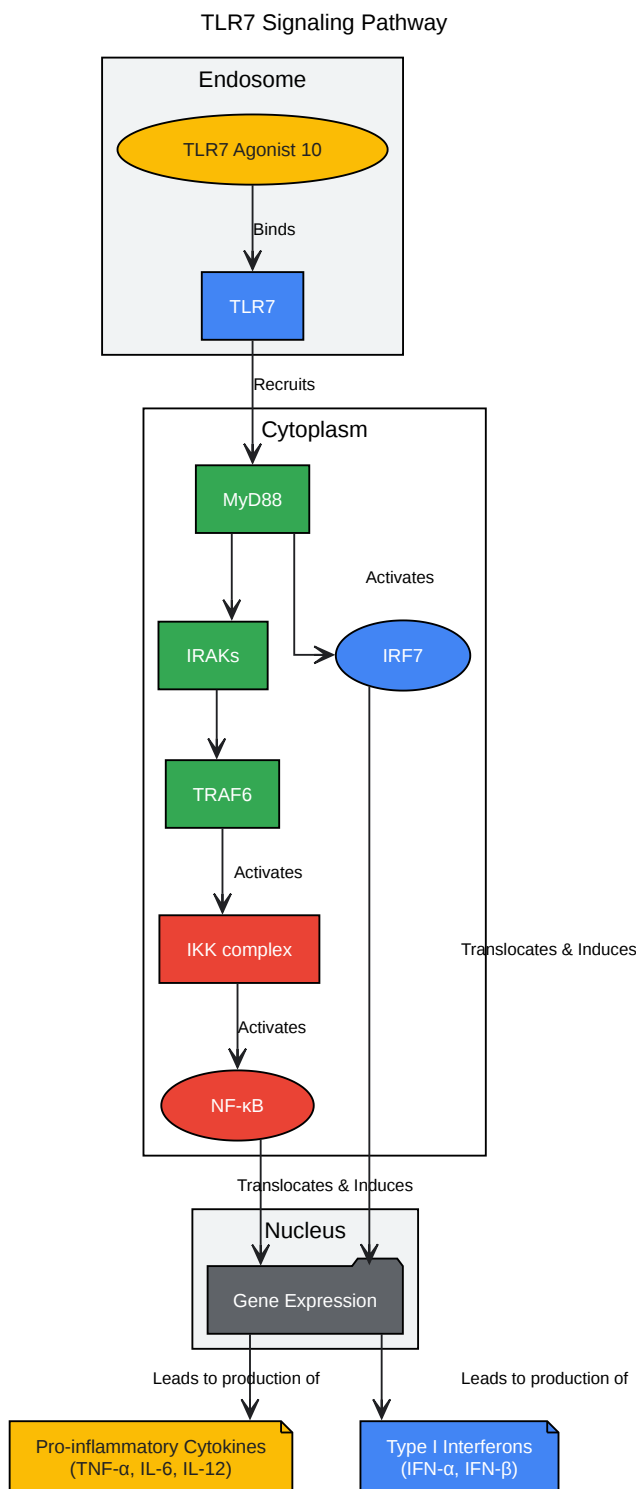 TLR7 Signaling Pathway
Endosome
TLR7 Agonist 10
Binds
TLR7
Recruits
Cytoplasm
MyD88
Activates
IRAKs
IRF7
TRAF6
Activates
IKK complex
Translocates & Induces
Activates
NF-κB
Translocates & Induces
Nucleus
Gene Expression
Leads to production of
Leads to production of
Pro-inflammatory Cytokines
(TNF-α, IL-6, IL-12)
Type I Interferons
(IFN-α, IFN-β)